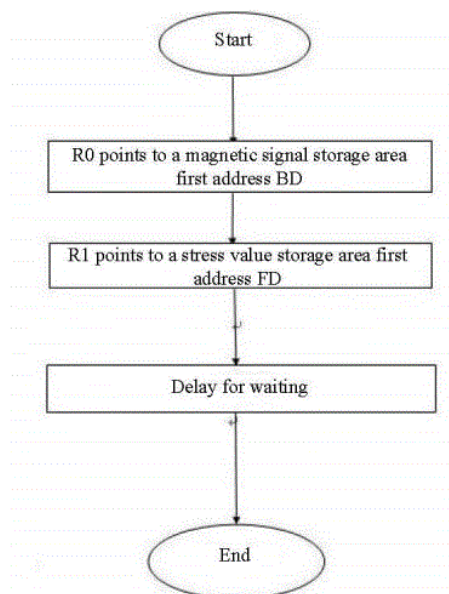 Start
R0 points to a magnetic signal storage area
first address BD
R1 points to a stress value storage area first
address FD
Delay for waiting
End